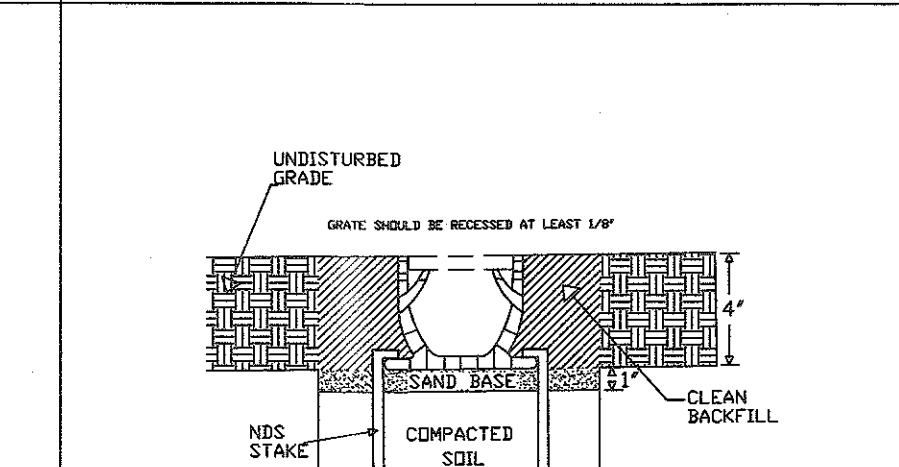 UNDISTURBED
GRADE
GRATE SHOULD BE RECESSED AT LEAST 1/8"
4"
SAND BASE
1"
CLEAN
BACKFILL
NDS
STAKE
COMPACTED
SOIL